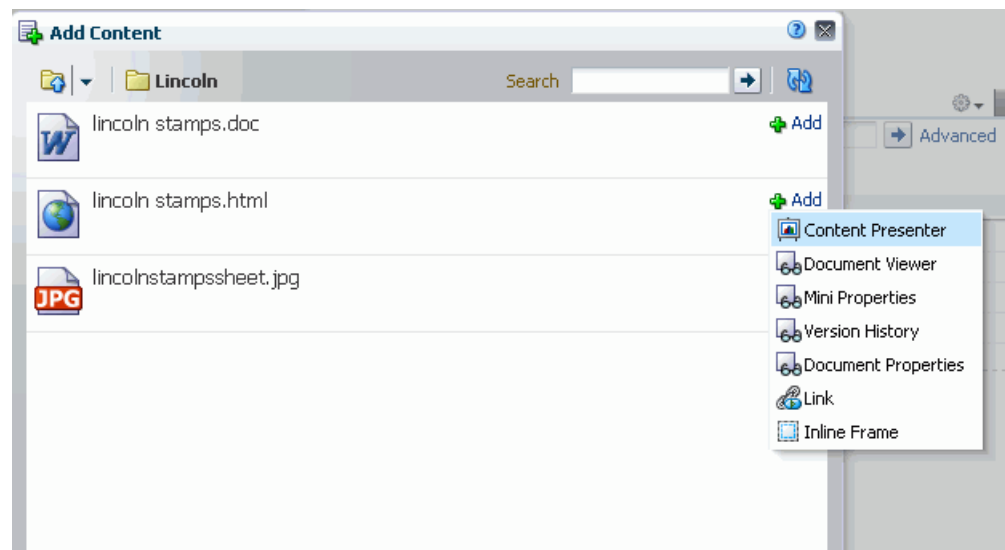 Add Content
Lincoln Search
Advanced
lincoln stamps.doc Add
lincoln stamps.html Add
lincolnstampssheet.jpg
JPG
Content Presenter
Document Viewer
Mini Properties
Version History
Document Properties
Link
Inline Frame